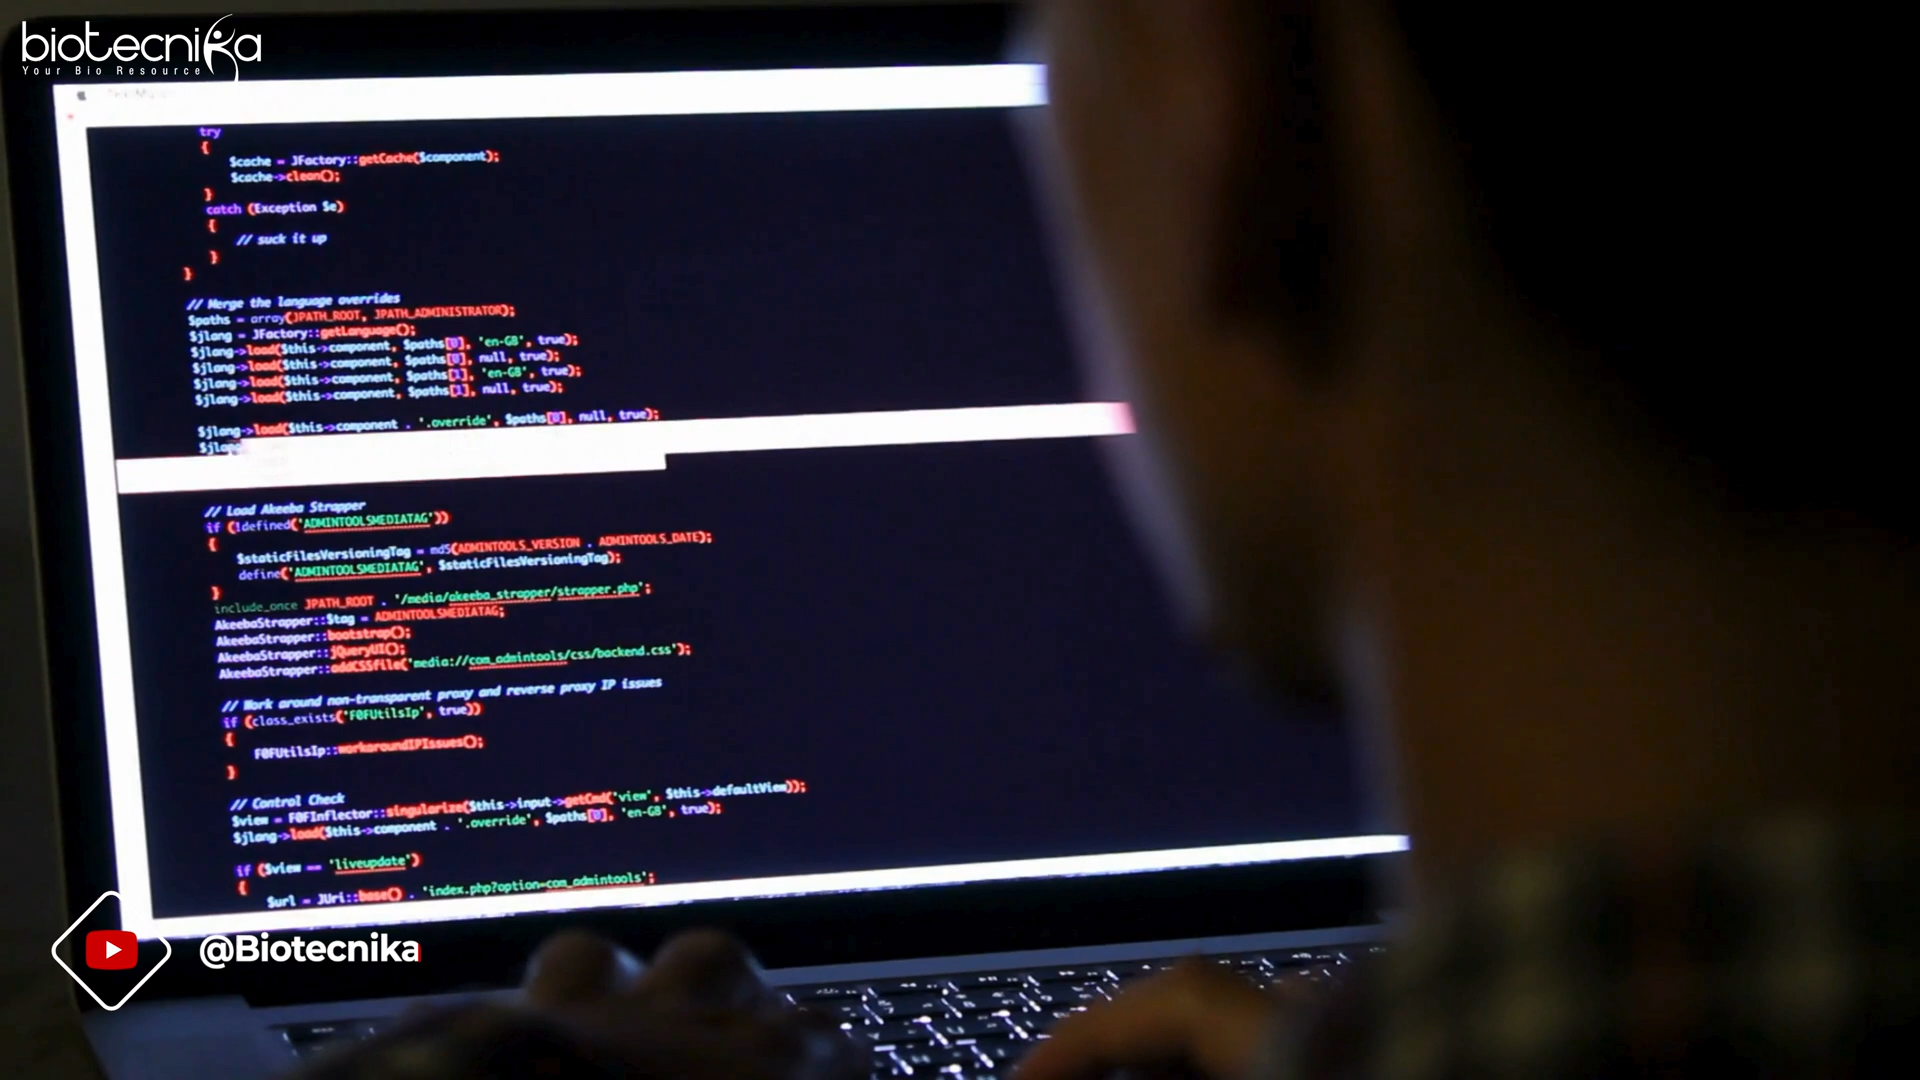 biotecnika
Your Bio Resource
try
{
$cache = JFactory::getCache($component);
$cache->clean();
}
catch (Exception $e)
{
// suck it up
}
}
// Merge the language overrides
$paths = array(JPATH_ROOT, JPATH_ADMINISTRATOR);
$jlang = JFactory::getLanguage();
$jlang->load($this->component, $paths[0], 'en-GB', true);
$jlang->load($this->component, $paths[0], null, true);
$jlang->load($this->component, $paths[1], 'en-GB', true);
$jlang->load($this->component, $paths[1], null, true);
$jlang->load($this->component . '.override', $paths[0], null, true);
$jlang
// Load Akeeba Strapper
if (!defined('ADMINTOOLSMEDIATAG'))
{
$staticFilesVersioningTag = md5(ADMINTOOLS_VERSION . ADMINTOOLS_DATE);
define('ADMINTOOLSMEDIATAG', $staticFilesVersioningTag);
}
include_once JPATH_ROOT . '/media/akeeba_strapper/strapper.php';
AkeebaStrapper::$tag = ADMINTOOLSMEDIATAG;
AkeebaStrapper::bootstrap();
AkeebaStrapper::jQueryUI();
AkeebaStrapper::addCSSfile('media://com_admintools/css/backend.css');
// Work around non-transparent proxy and reverse proxy IP issues
if (class_exists('F0FUtilsIp', true))
{
F0FUtilsIp::workaroundIPIssues();
}
// Control Check
$view = F0FInflector::singularize($this->input->getCmd('view', $this->defaultView));
$jlang->load($this->component . '.override', $paths[0], 'en-GB', true);
if ($view == 'liveupdate')
{
$url = JUri::base() . 'index.php?option=com_admintools';
@Biotecnika